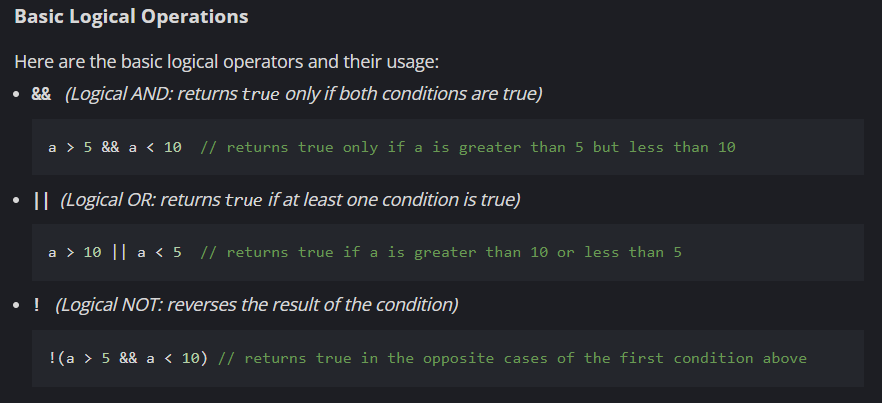 Basic Logical Operations
Here are the basic logical operators and their usage:
• && (Logical AND: returns true only if both conditions are true)
a > 5 && a < 10 // returns true only if a is greater than 5 but less than 10
• || (Logical OR: returns true if at least one condition is true)
a > 10 || a < 5 // returns true if a is greater than 10 or less than 5
• ! (Logical NOT: reverses the result of the condition)
!(a > 5 && a < 10) // returns true in the opposite cases of the first condition above